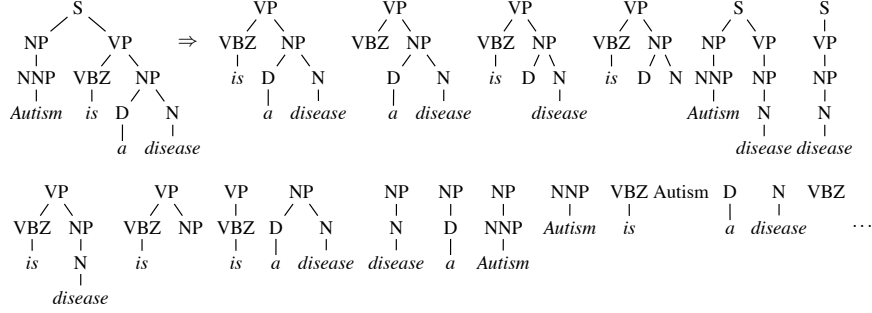 S VP VP VP VP S S
NP VP ⇒ VBZ NP VBZ NP VBZ NP VBZ NP NP VP VP
NNP VBZ NP is D N D N is D N is D N NNP NP NP
Autism is D N a disease a disease disease Autism N N
a disease disease disease
VP VP VP NP NP NP NP NNP VBZ Autism D N VBZ
VBZ NP VBZ NP VBZ D N N D NNP Autism is a disease ...
is N is is a disease disease a Autism
disease